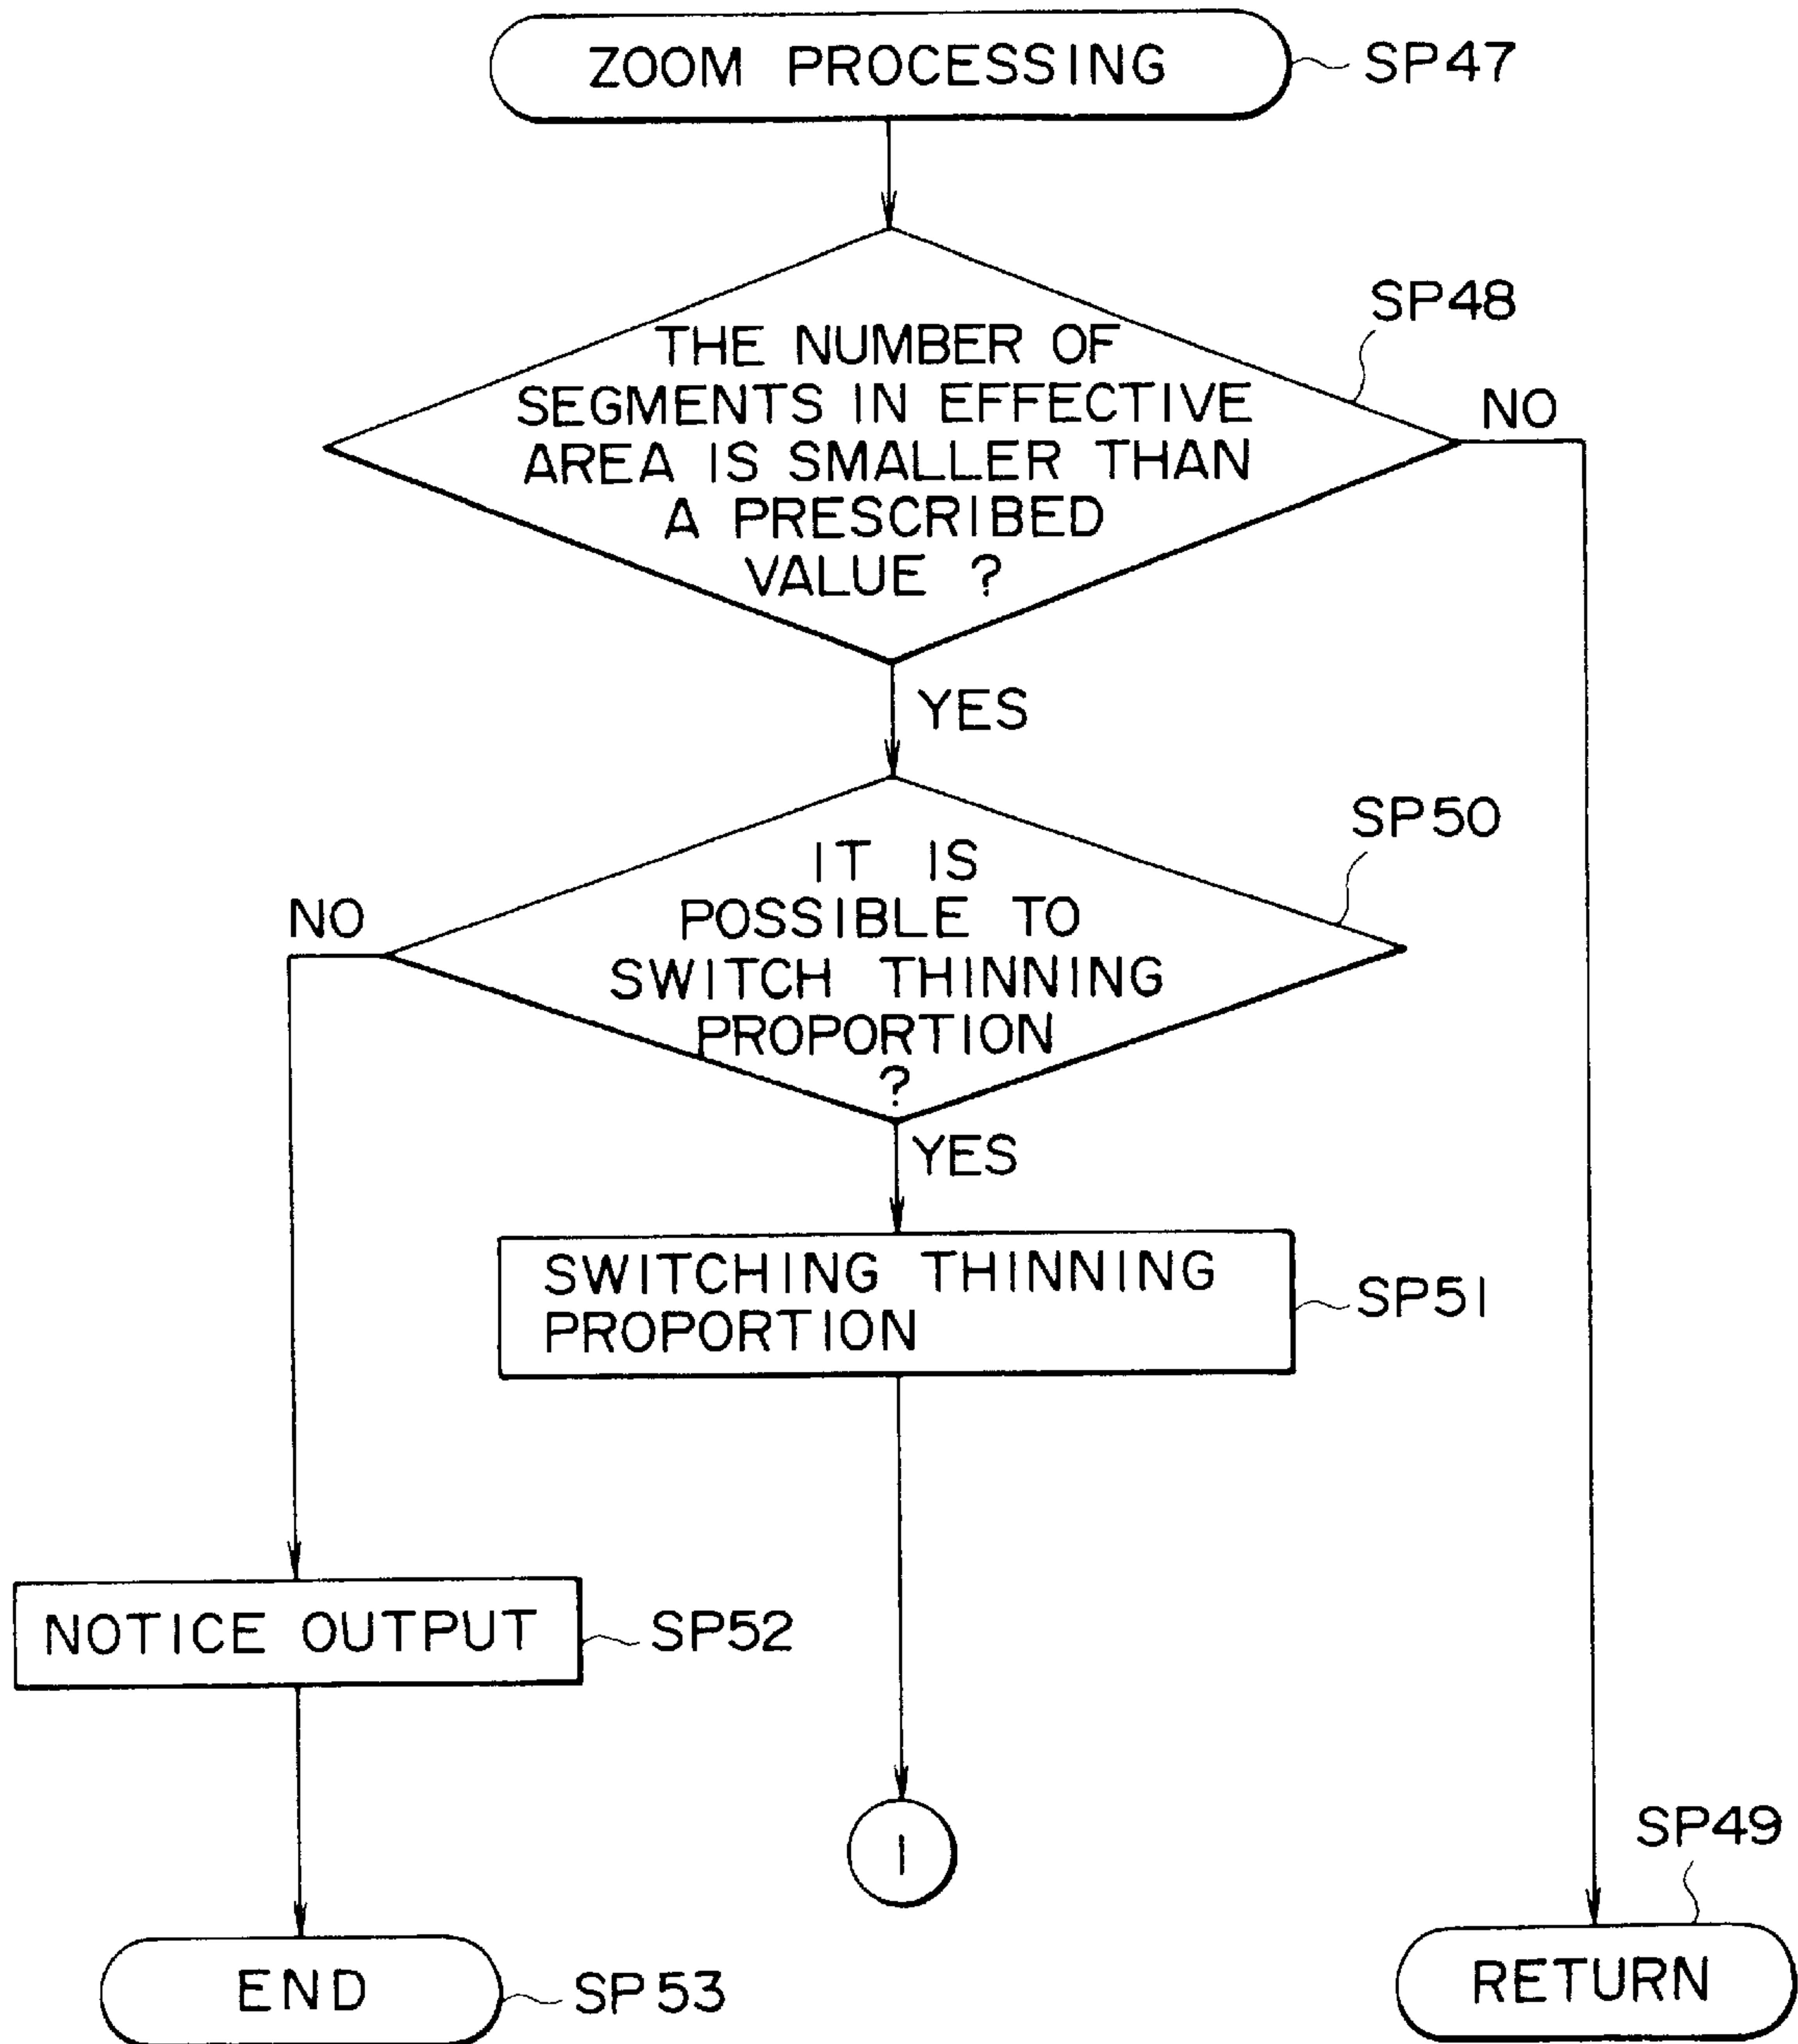 ZOOM PROCESSING
SP47
SP48
THE NUMBER OF
SEGMENTS IN EFFECTIVE
AREA IS SMALLER THAN
A PRESCRIBED
VALUE ?
NO
YES
SP50
IT IS
POSSIBLE TO
SWITCH THINNING
PROPORTION
?
NO
YES
SWITCHING THINNING
PROPORTION
SP51
NOTICE OUTPUT
SP52
1
SP49
END
SP53
RETURN